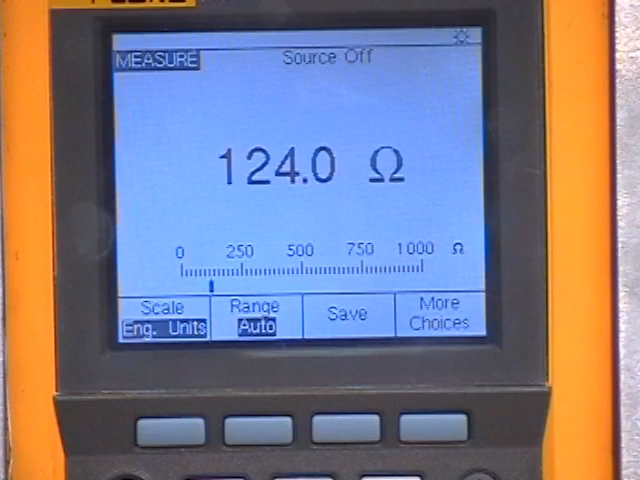 MEASURE
Source Off
124.0 Ω
0 250 500 750 1000 Ω
Scale
Eng. Units
Range
Auto
Save
More
Choices